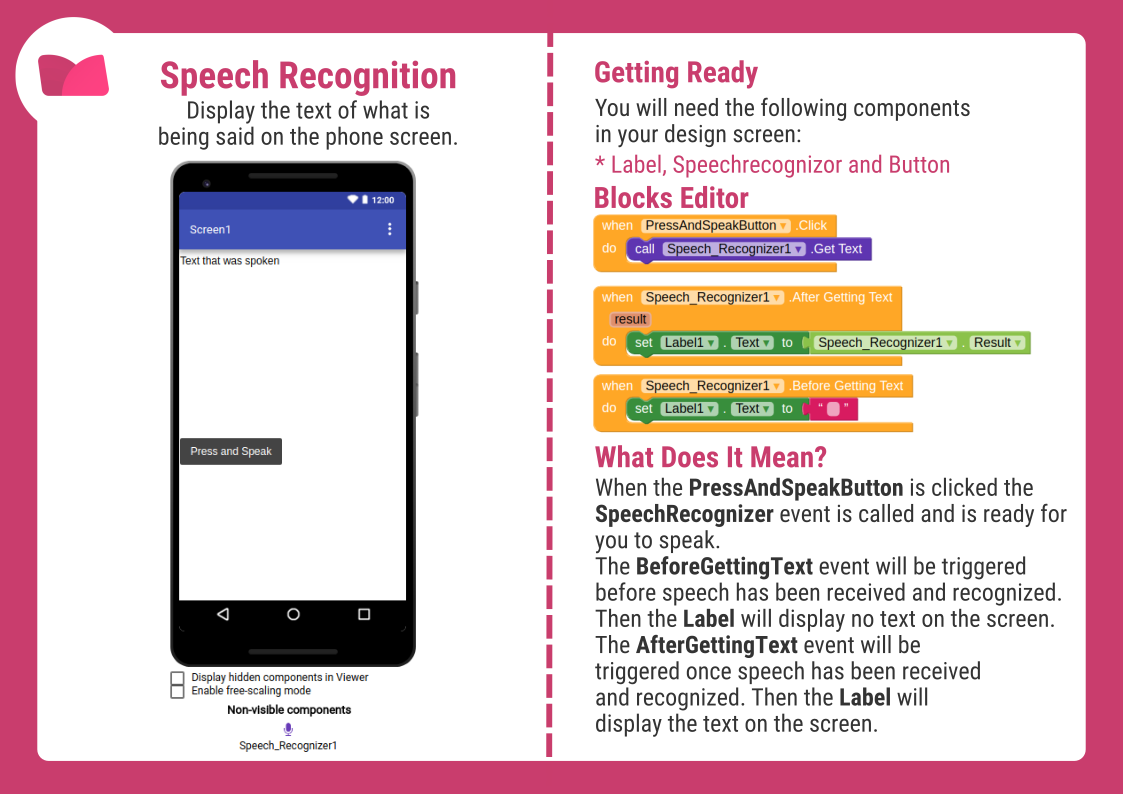 Speech Recognition
Display the text of what is
being said on the phone screen.
12:00
Screen1
Text that was spoken
Press and Speak
Display hidden components in Viewer
Enable free-scaling mode
Non-visible components
Speech_Recognizer1
Getting Ready
You will need the following components
in your design screen:
* Label, Speechrecognizor and Button
Blocks Editor
when PressAndSpeakButton .Click
do call Speech_Recognizer1 .Get Text
when Speech_Recognizer1 .After Getting Text
result
do set Label1 . Text to Speech_Recognizer1 . Result
when Speech_Recognizer1 .Before Getting Text
do set Label1 . Text to “ ”
What Does It Mean?
When the PressAndSpeakButton is clicked the
SpeechRecognizer event is called and is ready for
you to speak.
The BeforeGettingText event will be triggered
before speech has been received and recognized.
Then the Label will display no text on the screen.
The AfterGettingText event will be
triggered once speech has been received
and recognized. Then the Label will
display the text on the screen.